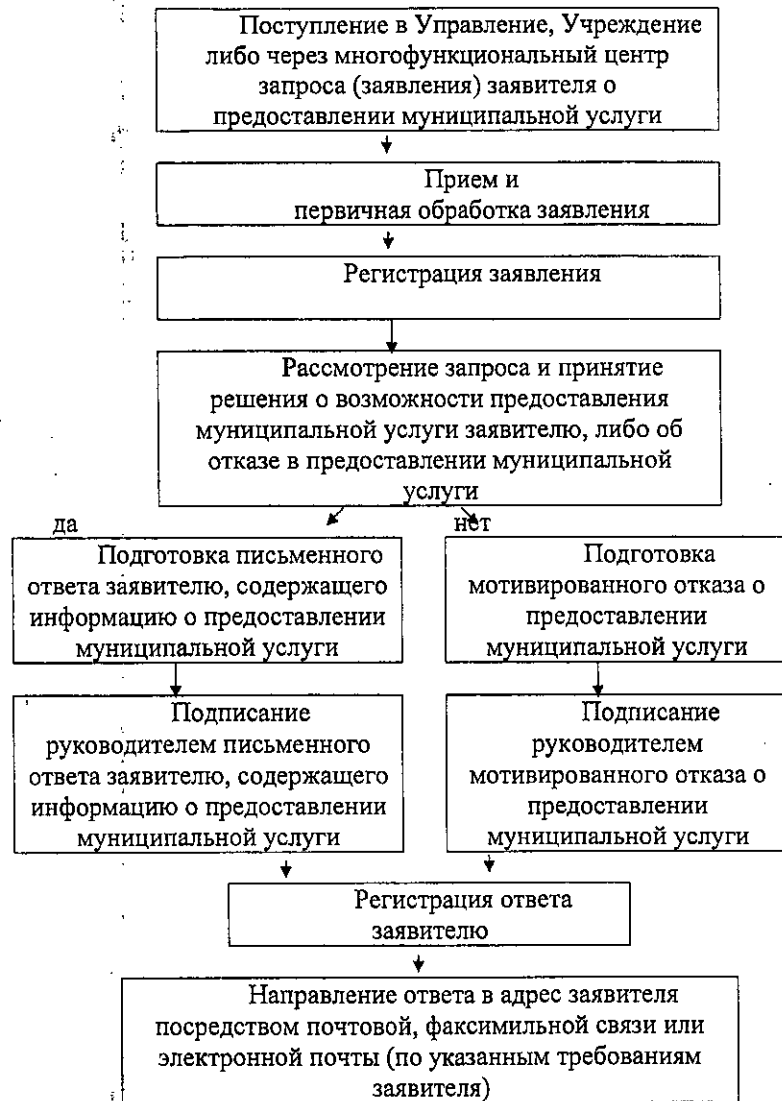 Поступление в Управление, Учреждение
либо через многофункциональный центр
запроса (заявления) заявителя о
предоставлении муниципальной услуги
Прием и
первичная обработка заявления
Регистрация заявления
Рассмотрение запроса и принятие
решения о возможности предоставления
муниципальной услуги заявителю, либо об
отказе в предоставлении муниципальной
услуги
да
нет
Подготовка письменного
ответа заявителю, содержащего
информацию о предоставлении
муниципальной услуги
Подготовка
мотивированного отказа о
предоставлении
муниципальной услуги
Подписание
руководителем письменного
ответа заявителю, содержащего
информацию о предоставлении
муниципальной услуги
Подписание
руководителем
мотивированного отказа о
предоставлении
муниципальной услуги
Регистрация ответа
заявителю
Направление ответа в адрес заявителя
посредством почтовой, факсимильной связи или
электронной почты (по указанным требованиям
заявителя)